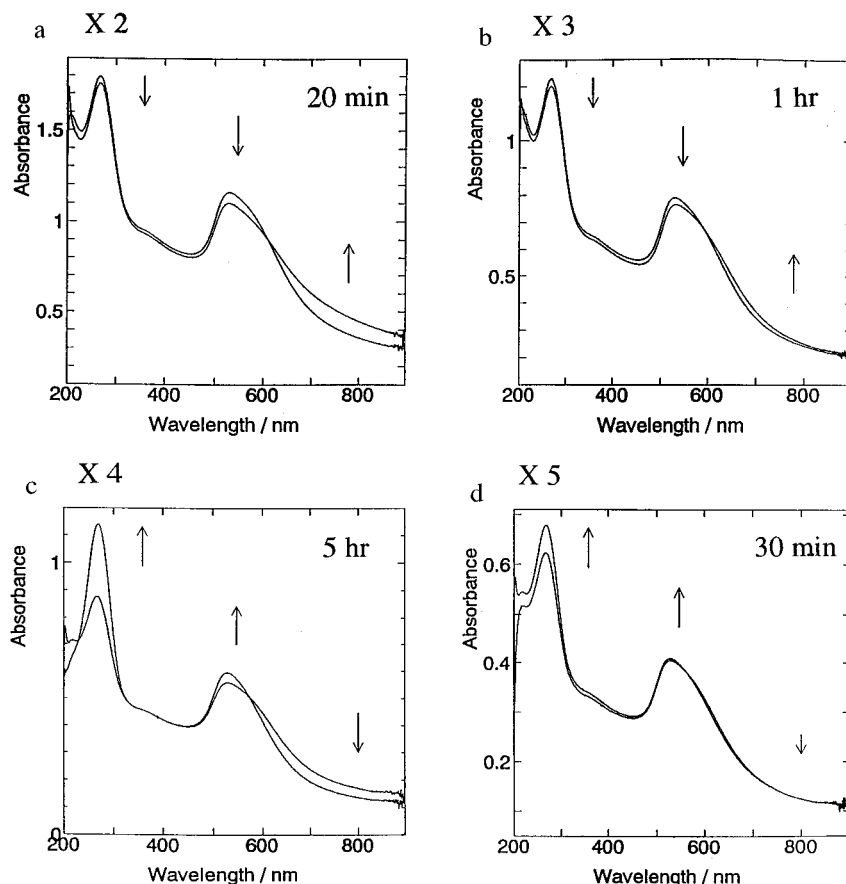 a X 2
20 min
Absorbance
1.5
1
0.5
200 400 600 800
Wavelength / nm
b X 3
1 hr
Absorbance
1
0.5
200 400 600 800
Wavelength / nm
c X 4
5 hr
Absorbance
1
0
200 400 600 800
Wavelength / nm
d X 5
30 min
Absorbance
0.6
0.4
0.2
200 400 600 800
Wavelength / nm